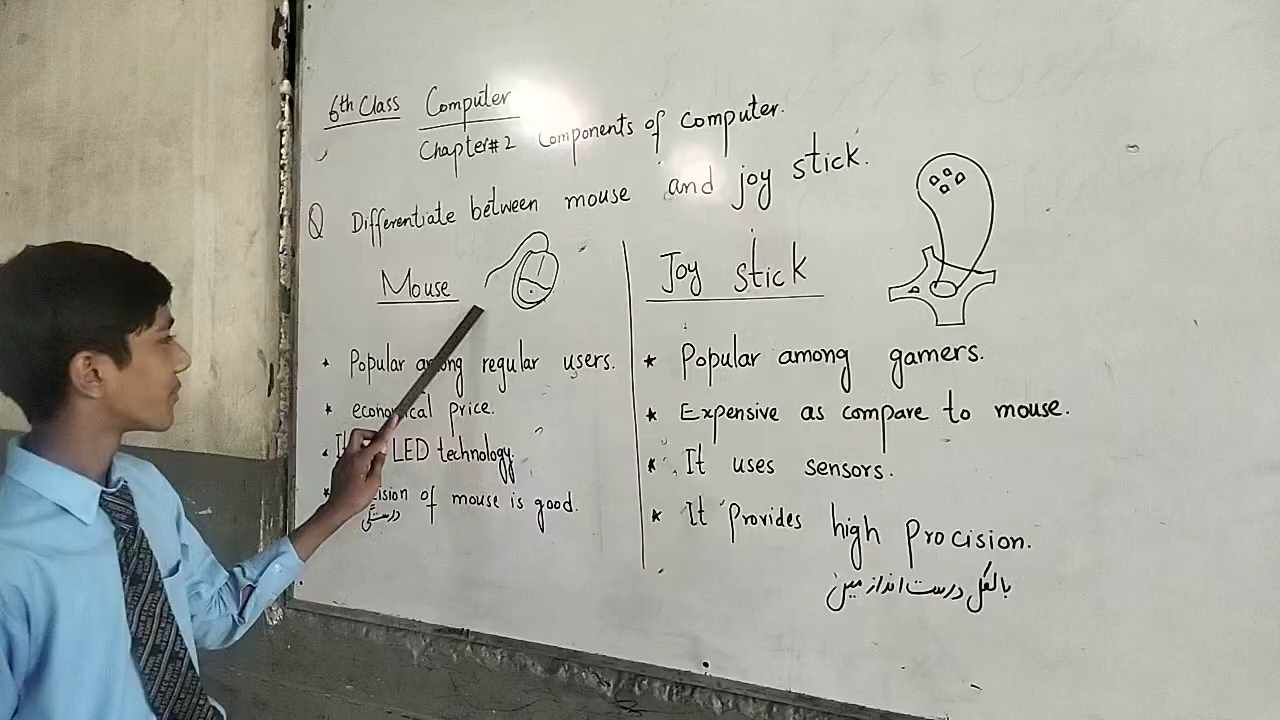 6th Class Computer
Chapter#2 Components of computer.
Q Differentiate between mouse and joy stick.
Mouse
* Popular among regular users.
* economical price.
* It LED technology.
* of mouse is good.
درستگی
Joy stick
* Popular among gamers.
* Expensive as compare to mouse.
* It uses sensors.
* It Provides high Procision.
بالکل درست انداز مین